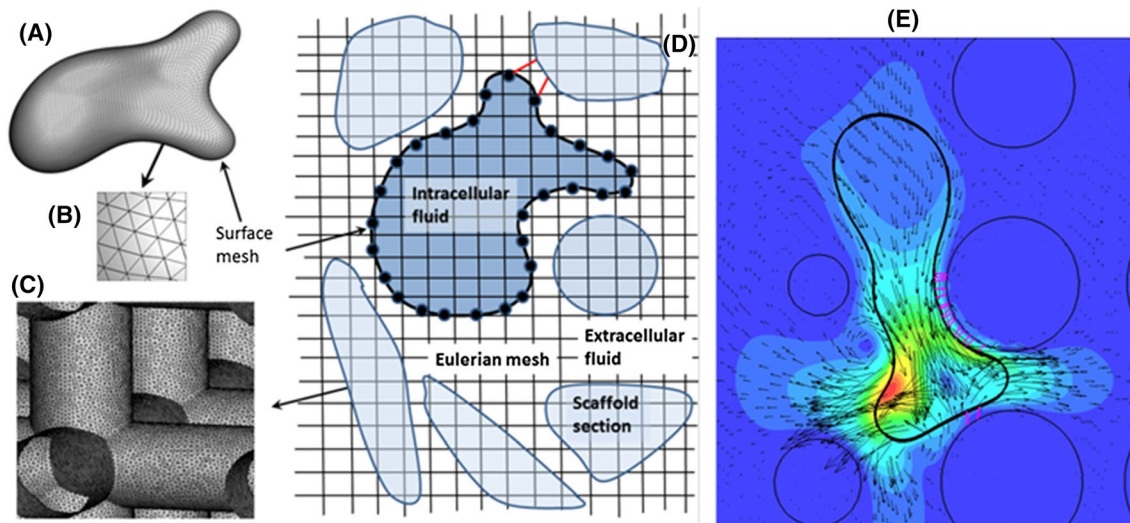 (A)
(B)
Surface
mesh
(C)
(D)
Intracellular
fluid
Eulerian mesh
Extracellular
fluid
Scaffold
section
(E)